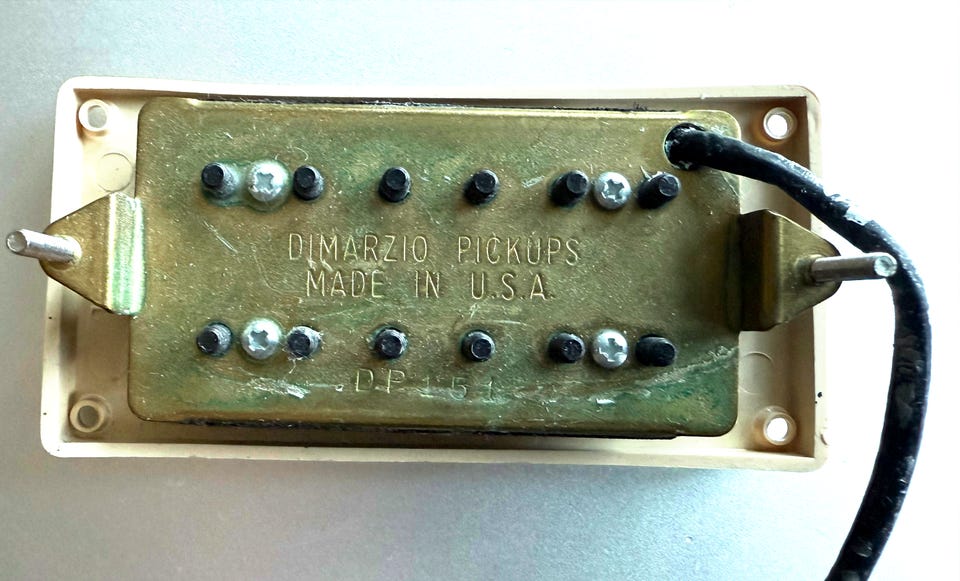 DIMARZIO PICKUPS
MADE IN U.S.A.
DP151